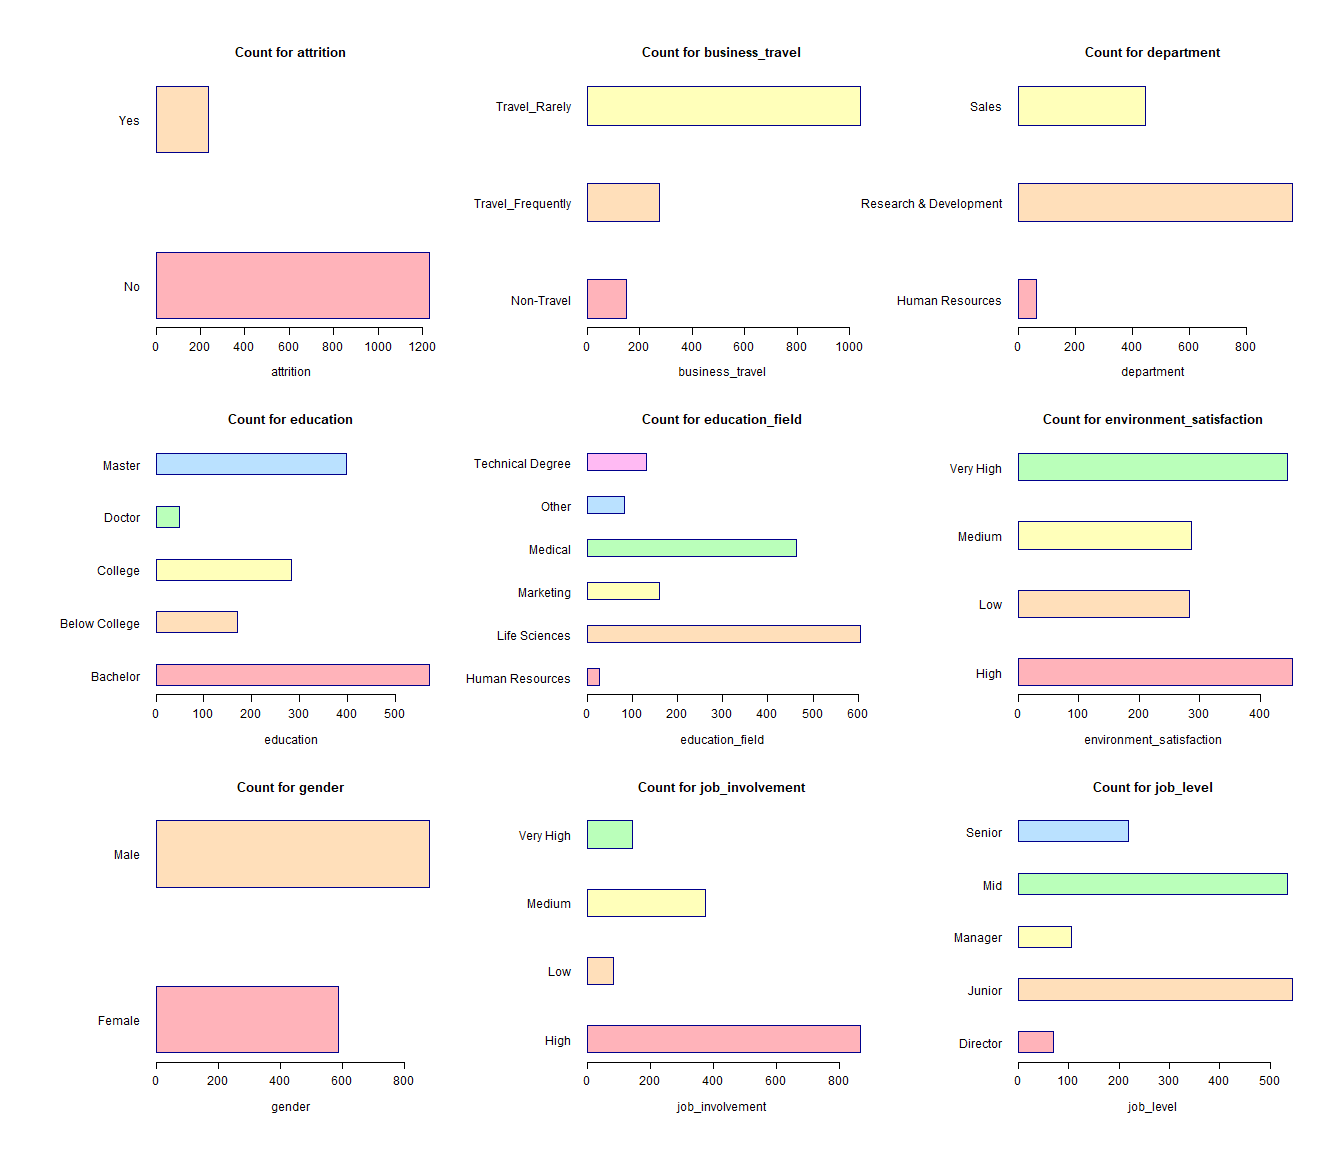 Count for attrition
Yes
No
0 200 400 600 800 1000 1200
attrition
Count for business_travel
Travel_Rarely
Travel_Frequently
Non-Travel
0 200 400 600 800 1000
business_travel
Count for department
Sales
Research & Development
Human Resources
0 200 400 600 800
department
Count for education
Master
Doctor
College
Below College
Bachelor
0 100 200 300 400 500
education
Count for education_field
Technical Degree
Other
Medical
Marketing
Life Sciences
Human Resources
0 100 200 300 400 500 600
education_field
Count for environment_satisfaction
Very High
Medium
Low
High
0 100 200 300 400
environment_satisfaction
Count for gender
Male
Female
0 200 400 600 800
gender
Count for job_involvement
Very High
Medium
Low
High
0 200 400 600 800
job_involvement
Count for job_level
Senior
Mid
Manager
Junior
Director
0 100 200 300 400 500
job_level